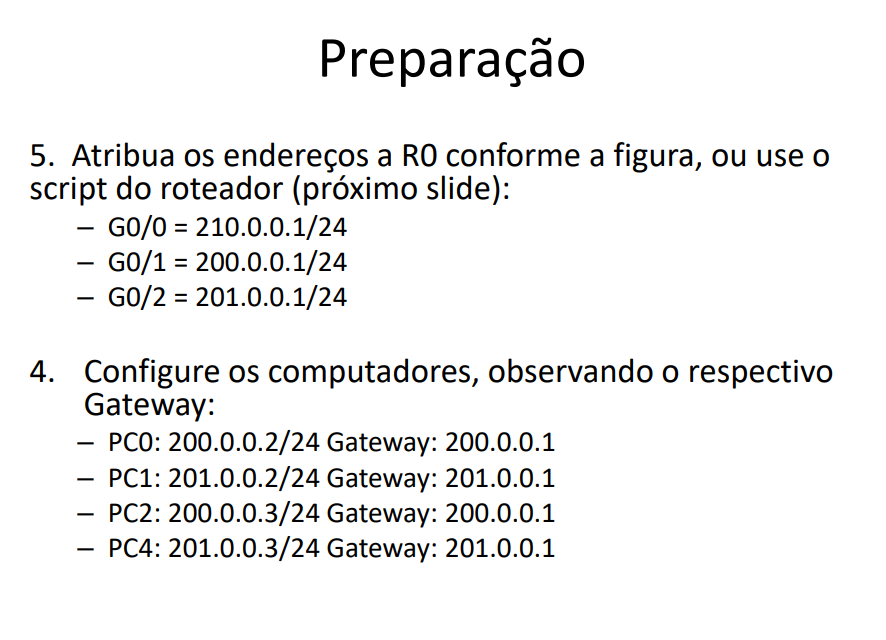 Preparação
5. Atribua os endereços a R0 conforme a figura, ou use o
script do roteador (próximo slide):
– G0/0 = 210.0.0.1/24
– G0/1 = 200.0.0.1/24
– G0/2 = 201.0.0.1/24
4. Configure os computadores, observando o respectivo
Gateway:
– PC0: 200.0.0.2/24 Gateway: 200.0.0.1
– PC1: 201.0.0.2/24 Gateway: 201.0.0.1
– PC2: 200.0.0.3/24 Gateway: 200.0.0.1
– PC4: 201.0.0.3/24 Gateway: 201.0.0.1